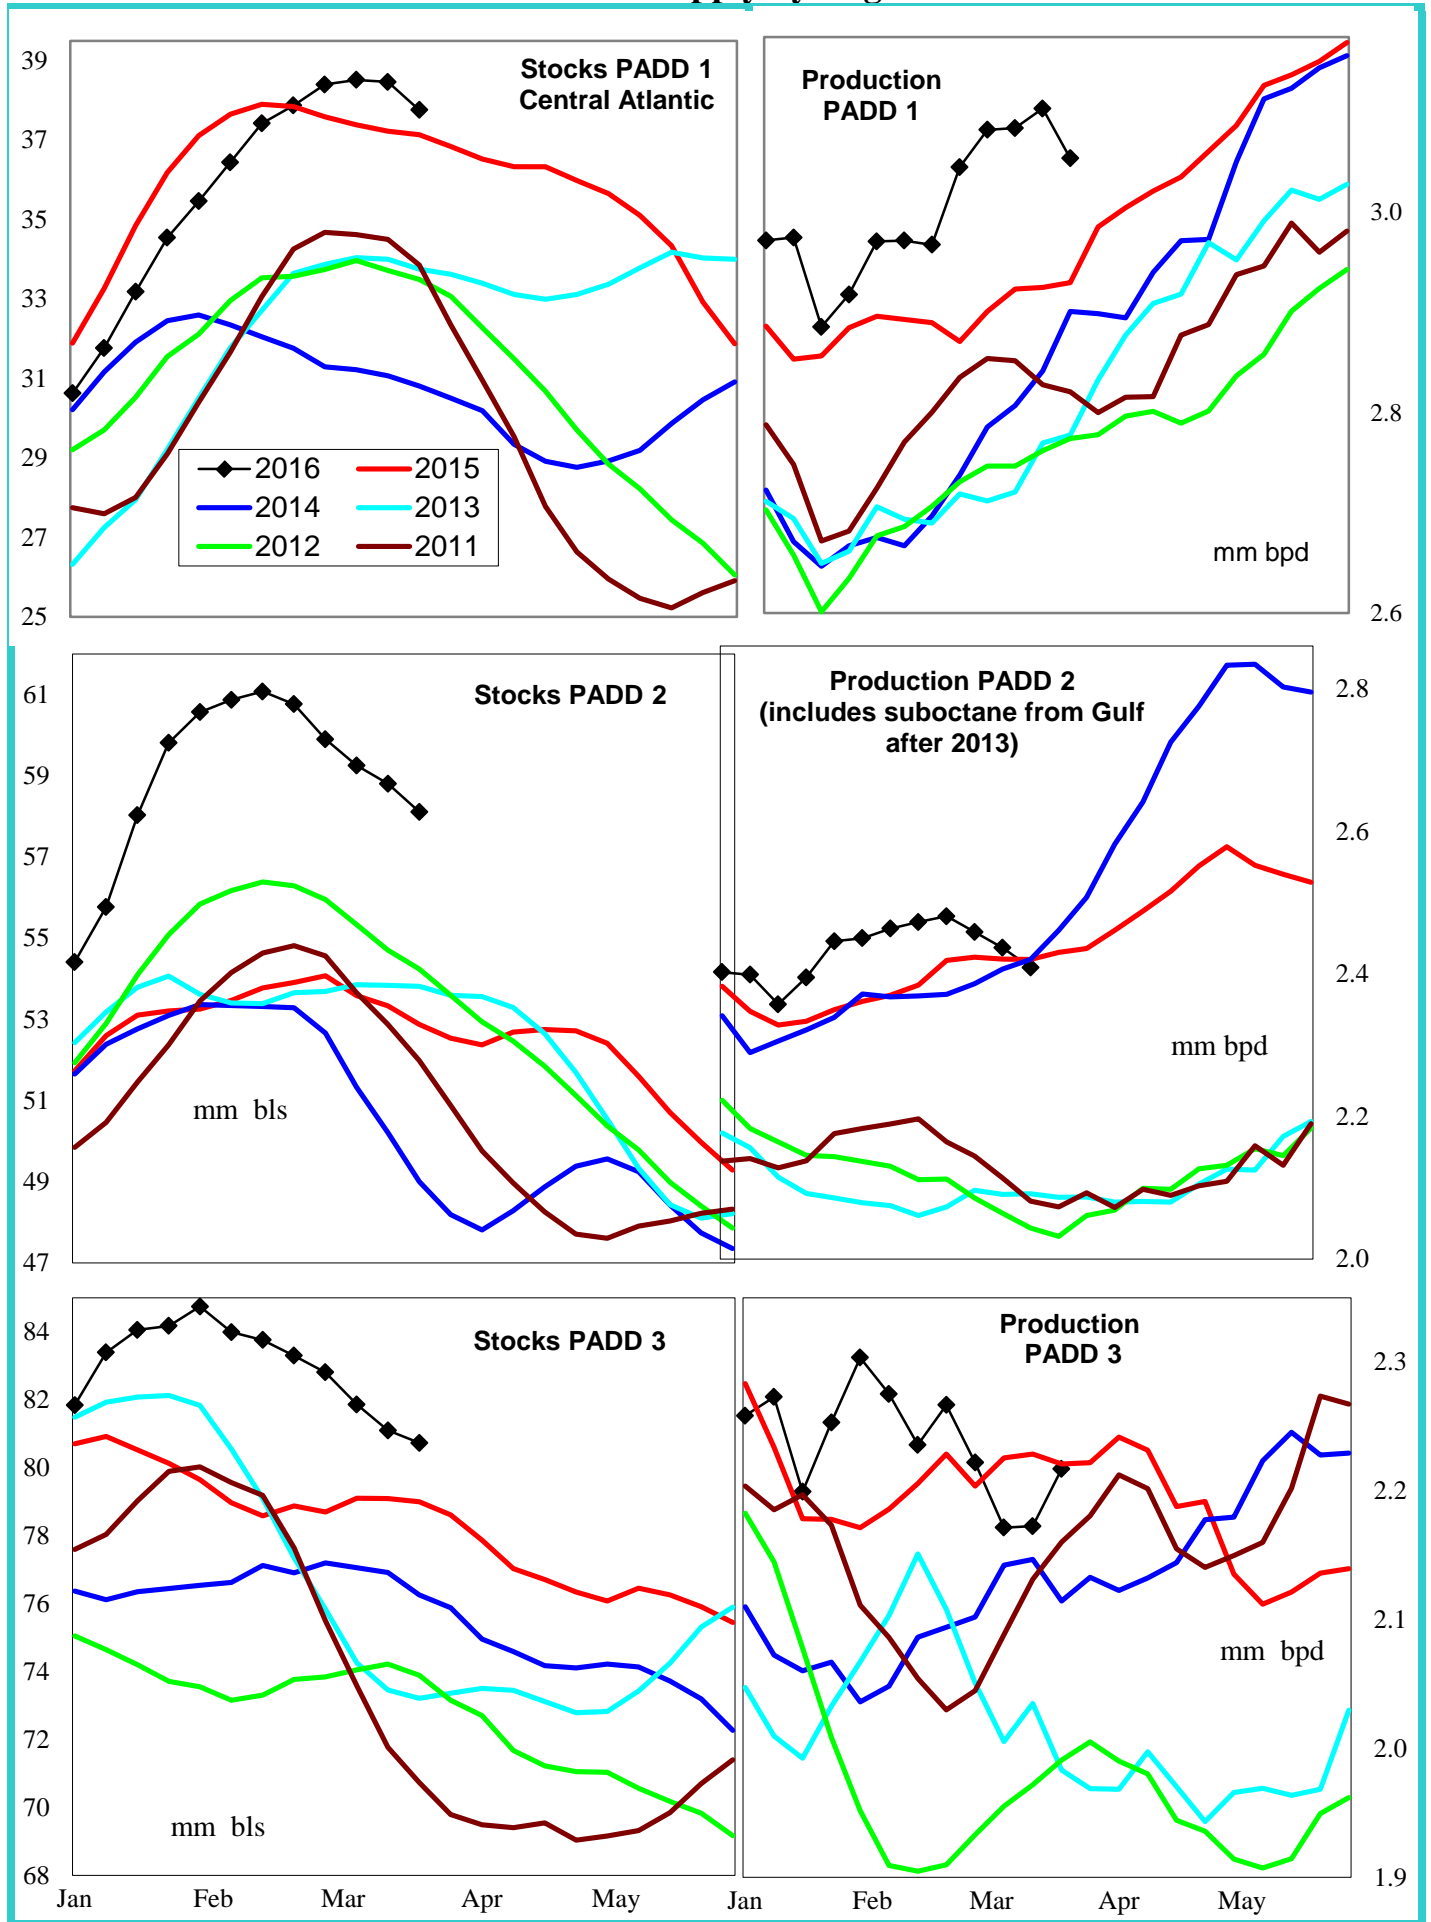 Stocks PADD 1
Central Atlantic
39
37
35
33
31
29
27
25
2016 2015
2014 2013
2012 2011
Production
PADD 1
3.0
2.8
2.6
mm bpd
Stocks PADD 2
61
59
57
55
53
51
49
47
mm bls
Production PADD 2
(includes suboctane from Gulf
after 2013)
2.8
2.6
2.4
2.2
2.0
mm bpd
Stocks PADD 3
84
82
80
78
76
74
72
70
68
mm bls
Jan Feb Mar Apr May
Production
PADD 3
2.3
2.2
2.1
2.0
1.9
mm bpd
Jan Feb Mar Apr May